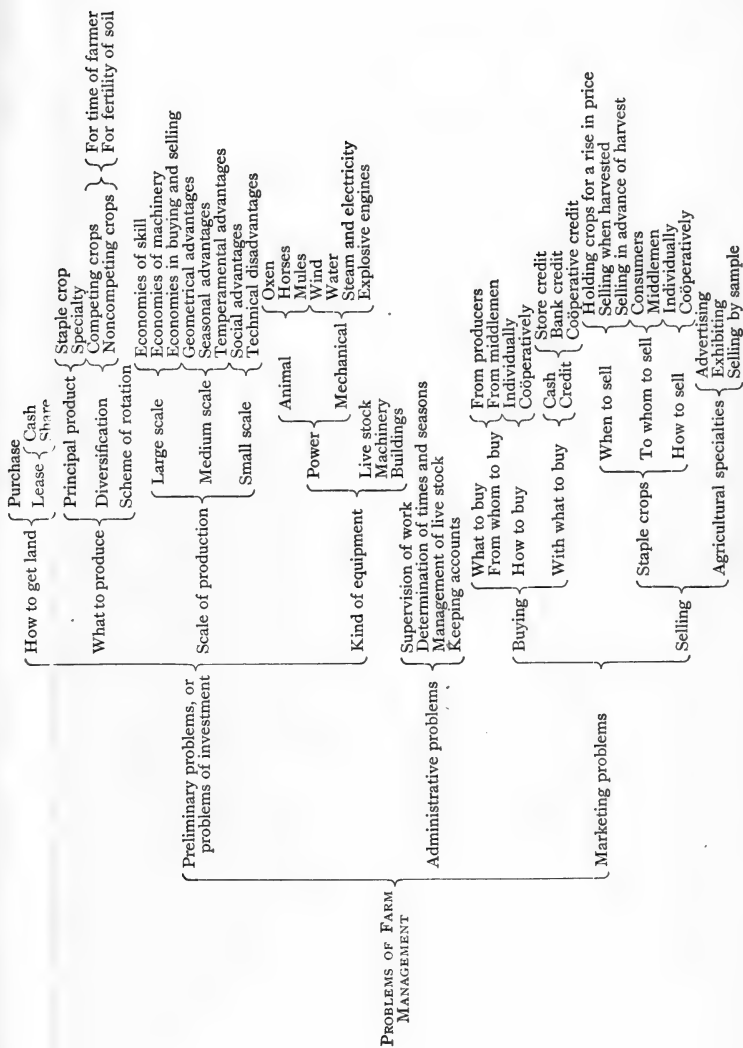 PROBLEMS OF FARM
MANAGEMENT
Preliminary problems, or
problems of investment
How to get land
Purchase
Lease
Cash
Share
What to produce
Principal product
Staple crop
Specialty
Diversification
Competing crops
Noncompeting crops
For time of farmer
For fertility of soil
Scheme of rotation
Scale of production
Large scale
Economies of skill
Economies of machinery
Economies in buying and selling
Medium scale
Geometrical advantages
Seasonal advantages
Temperamental advantages
Small scale
Social advantages
Technical disadvantages
Kind of equipment
Power
Animal
Oxen
Horses
Mules
Mechanical
Wind
Water
Steam and electricity
Explosive engines
Live stock
Machinery
Buildings
Administrative problems
Supervision of work
Determination of times and seasons
Management of live stock
Keeping accounts
Marketing problems
Buying
What to buy
From whom to buy
From producers
From middlemen
How to buy
Individually
Coöperatively
With what to buy
Cash
Credit
Store credit
Bank credit
Coöperative credit
Selling
Staple crops
When to sell
Holding crops for a rise in price
Selling when harvested
Selling in advance of harvest
To whom to sell
Consumers
Middlemen
How to sell
Individually
Coöperatively
Agricultural specialties
Advertising
Exhibiting
Selling by sample